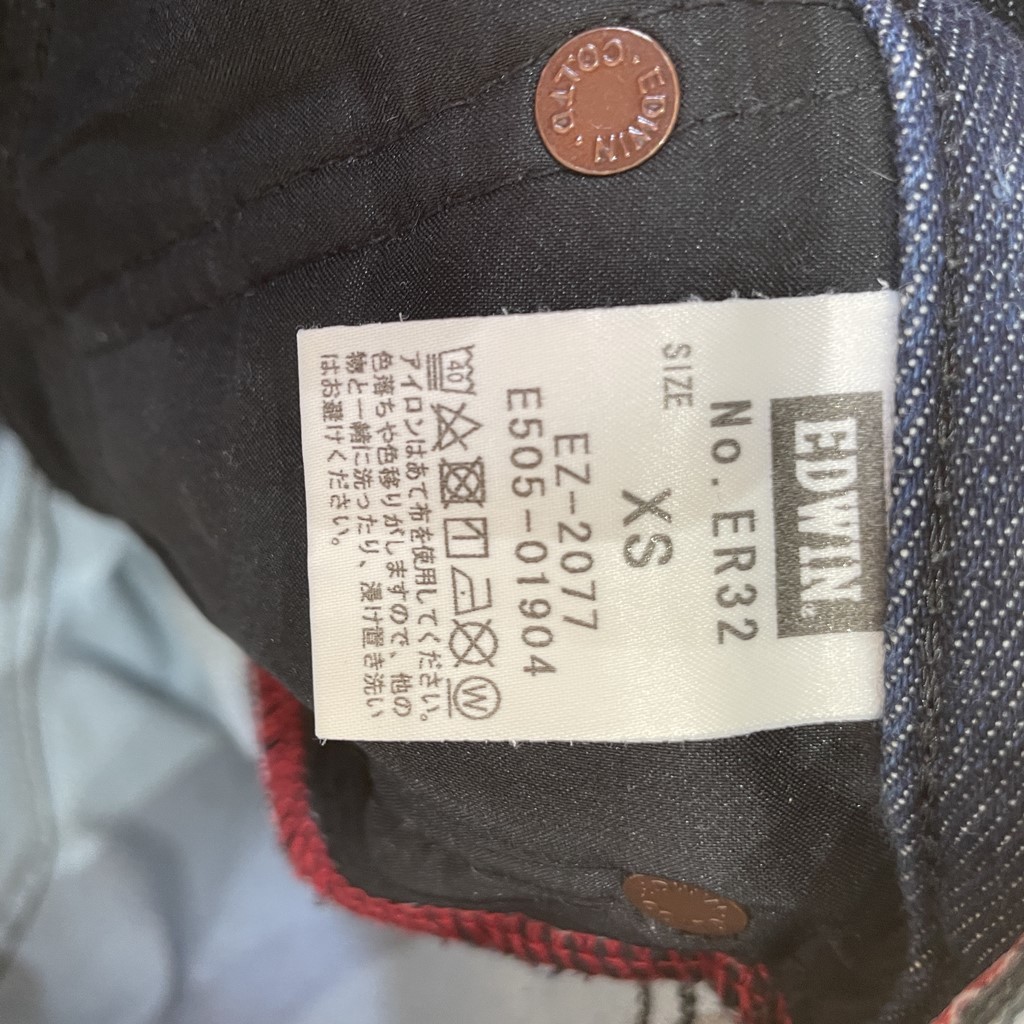 EDWIN.
No. ER32
SIZE
XS
EZ-2077
E505-01904
40
W
アイロンはあて布を使用してください。
色落ちや色移りがしますので、他の
物と一緒に洗ったり、浸け置き洗い
はお避けください。
EDWIN
CO.LTD